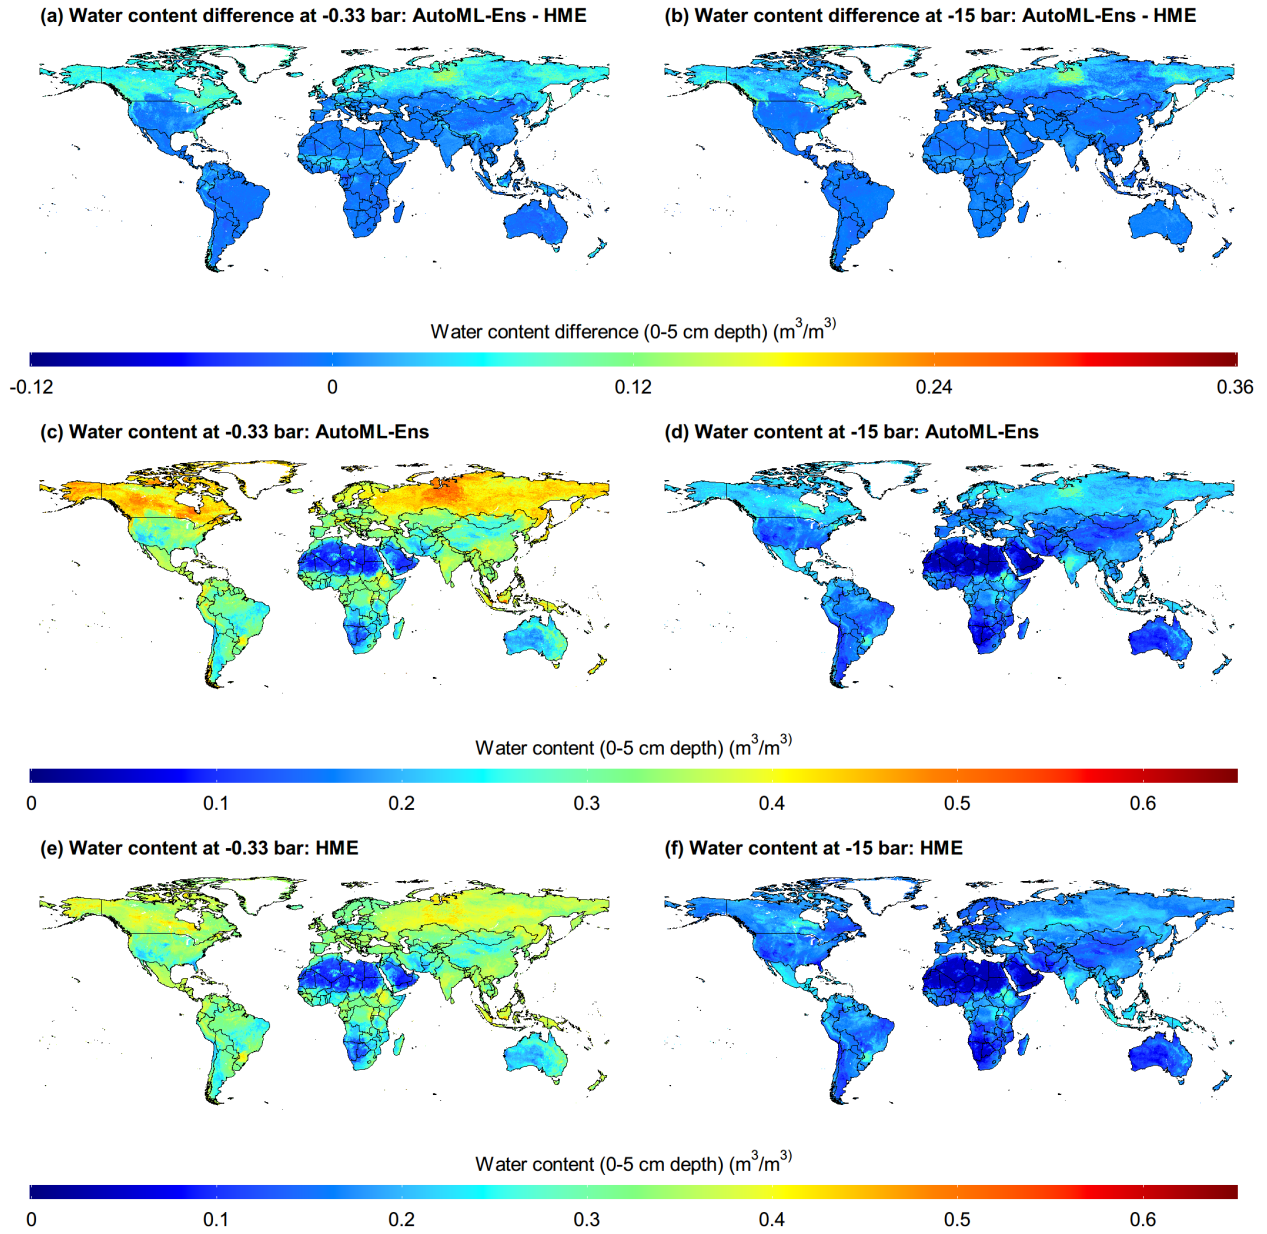 (a) Water content difference at -0.33 bar: AutoML-Ens - HME
(b) Water content difference at -15 bar: AutoML-Ens - HME
Water content difference (0-5 cm depth) (m³/m³)
-0.12 0 0.12 0.24 0.36
(c) Water content at -0.33 bar: AutoML-Ens
(d) Water content at -15 bar: AutoML-Ens
Water content (0-5 cm depth) (m³/m³)
0 0.1 0.2 0.3 0.4 0.5 0.6
(e) Water content at -0.33 bar: HME
(f) Water content at -15 bar: HME
Water content (0-5 cm depth) (m³/m³)
0 0.1 0.2 0.3 0.4 0.5 0.6